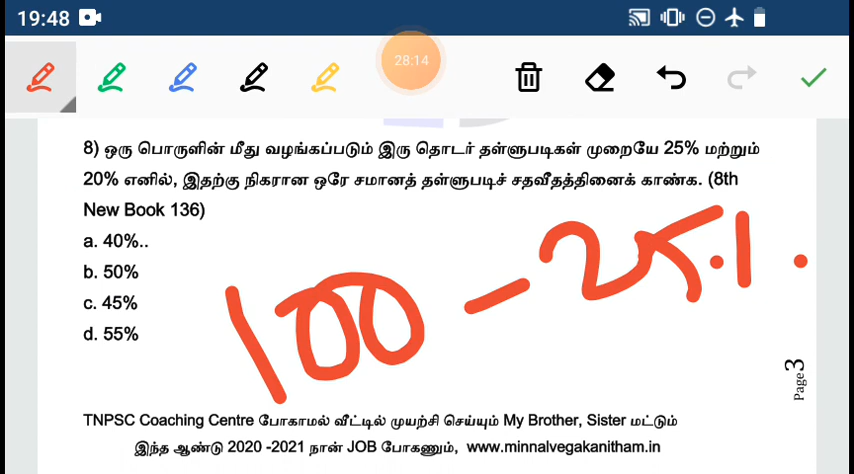 19:48
28:14
8) ஒரு பொருளின் மீது வழங்கப்படும் இரு தொடர் தள்ளுபடிகள் முறையே 25% மற்றும்
20% எனில், இதற்கு நிகரான ஒரே சமானத் தள்ளுபடிச் சதவீதத்தினைக் காண்க. (8th
New Book 136)
a. 40%..
b. 50%
c. 45%
d. 55%
100 - 25.1.
Page3
TNPSC Coaching Centre போகாமல் வீட்டில் முயற்சி செய்யும் My Brother, Sister மட்டும்
இந்த ஆண்டு 2020 -2021 நான் JOB போகணும், www.minnalvegakanitham.in